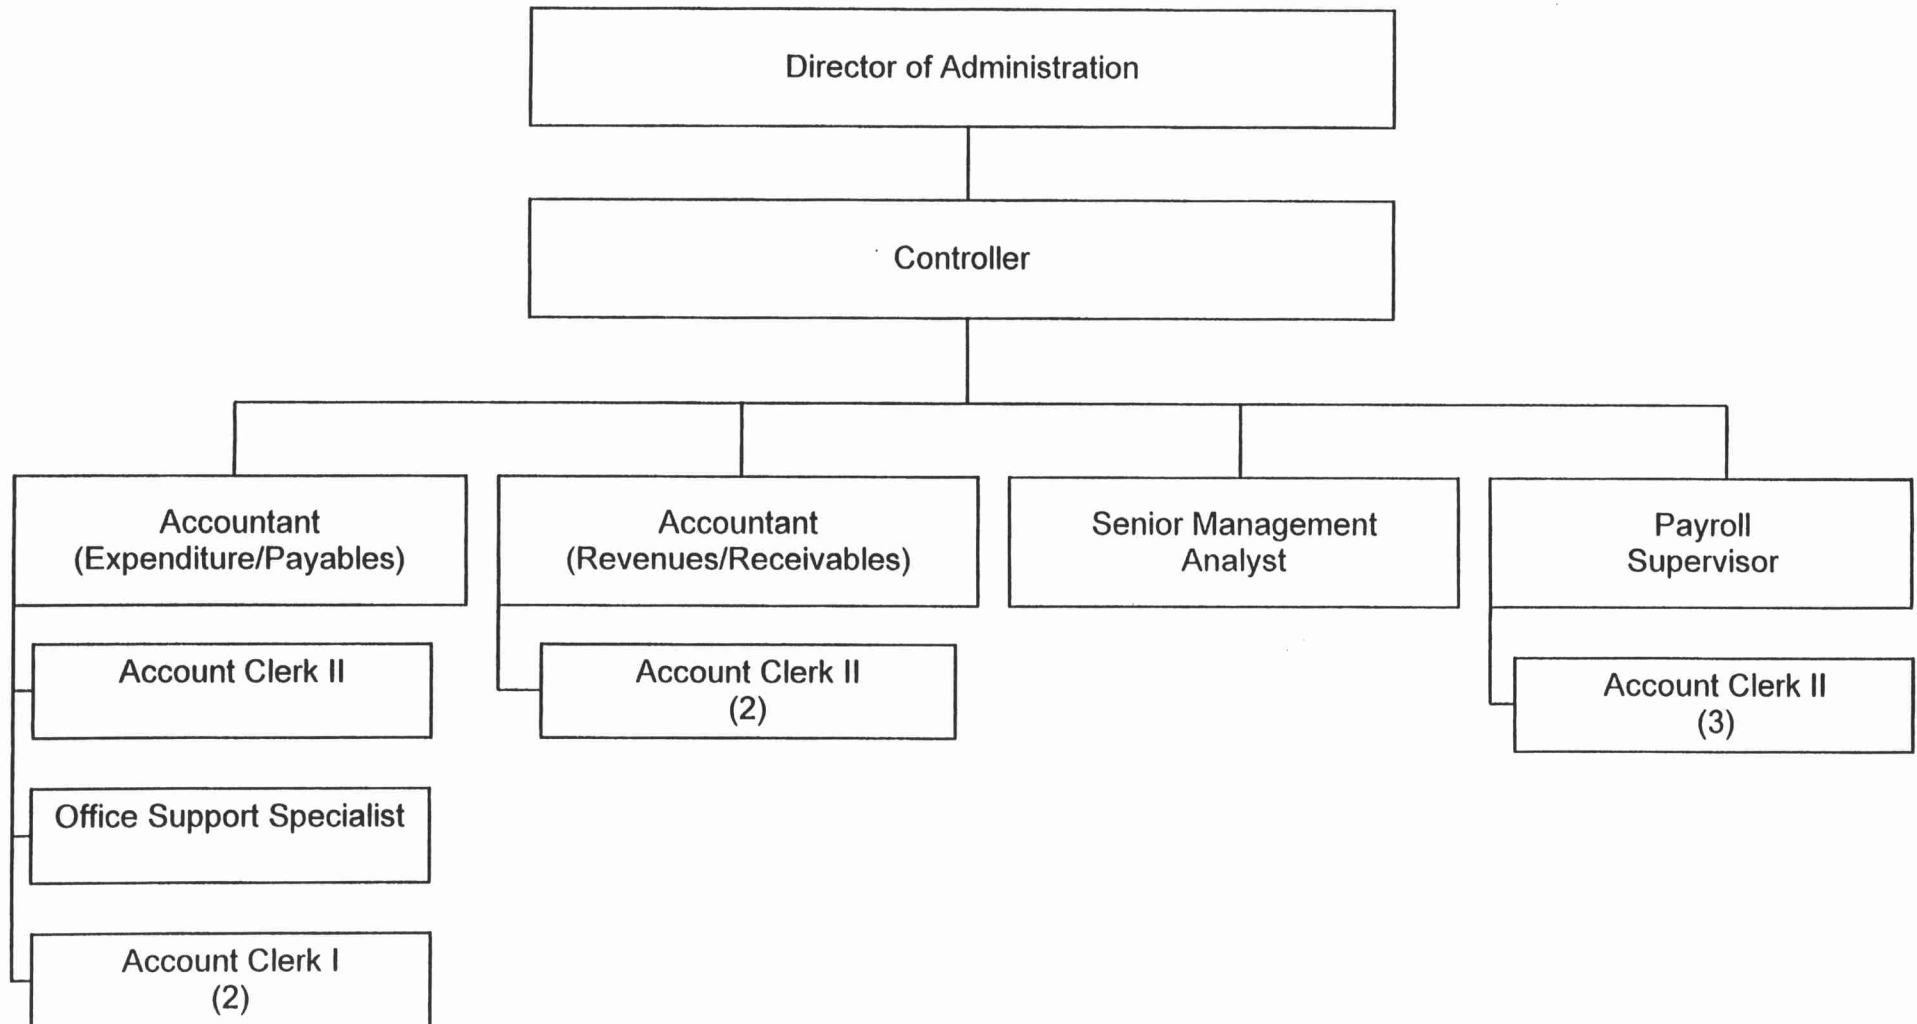 Director of Administration
Controller
Accountant
(Expenditure/Payables)
Accountant
(Revenues/Receivables)
Senior Management
Analyst
Payroll
Supervisor
Account Clerk II
Account Clerk II
(2)
Account Clerk II
(3)
Office Support Specialist
Account Clerk I
(2)